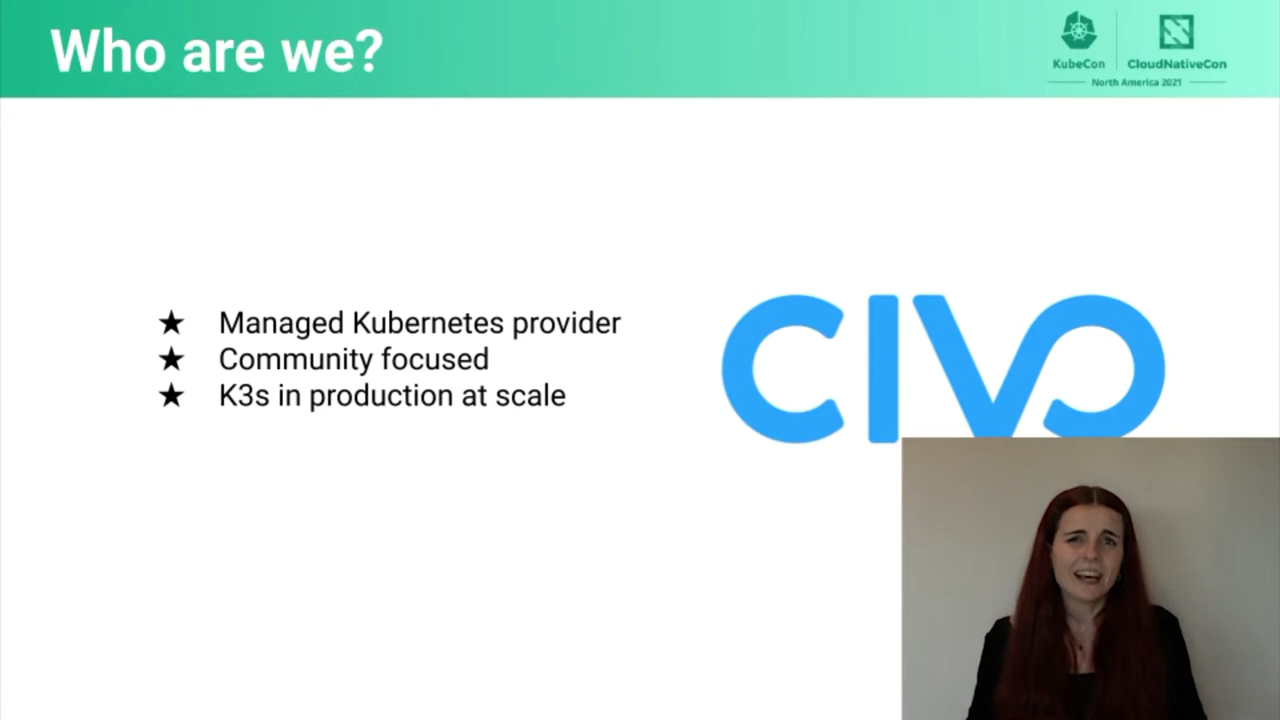 Who are we?
KubeCon
CloudNativeCon
North America 2021
★ Managed Kubernetes provider
★ Community focused
★ K3s in production at scale
CIVO